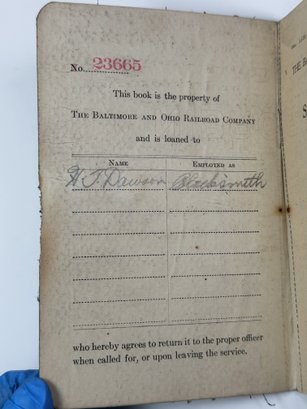 No. 23665
This book is the property of
THE BALTIMORE AND OHIO RAILROAD COMPANY
and is loaned to
NAME EMPLOYED AS
H. J. Dawson Blacksmith
who hereby agrees to return it to the proper officer
when called for, or upon leaving the service.
THE
S